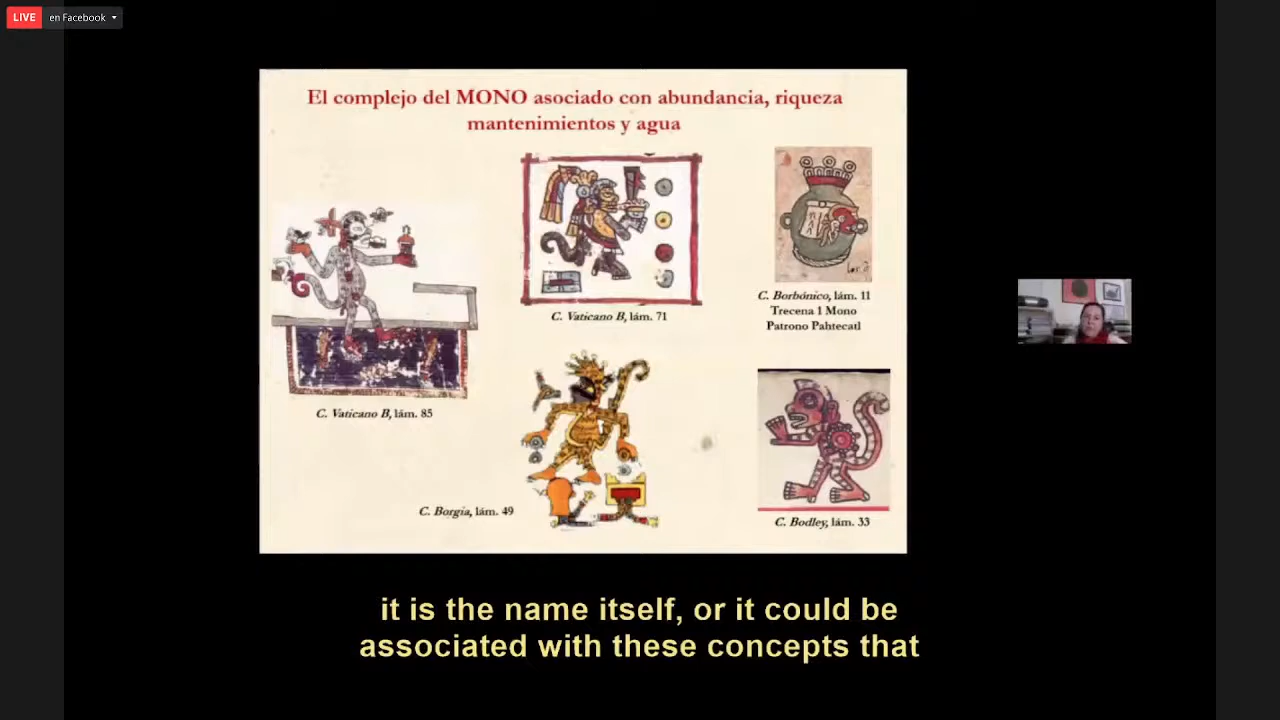 LIVE en Facebook
El complejo del MONO asociado con abundancia, riqueza
mantenimientos y agua
C. Vaticano B, lám. 71
C. Borbónico, lám. 11
Trecena 1 Mono
Patrono Pahtecatl
C. Vaticano B, lám. 85
C. Borgia, lám. 49
C. Bodley, lám. 33
it is the name itself, or it could be
associated with these concepts that